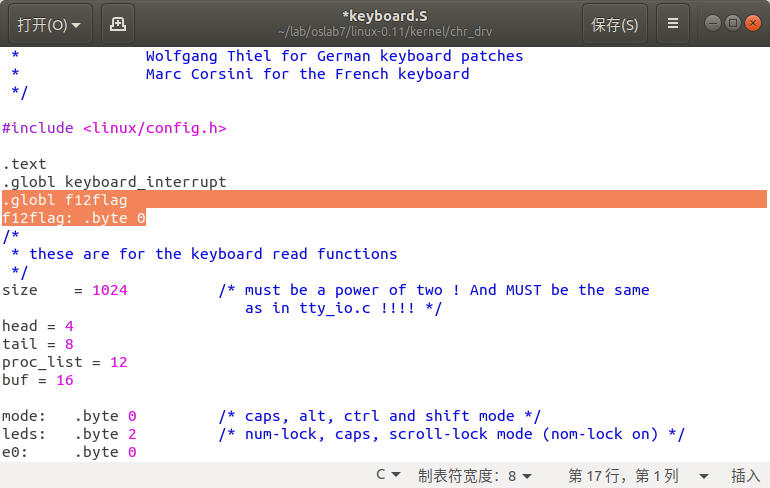 打开(O)
*keyboard.S
~/lab/oslab7/linux-0.11/kernel/chr_drv
保存(S)
 *              Wolfgang Thiel for German keyboard patches
 *              Marc Corsini for the French keyboard
 */
#include <linux/config.h>
.text
.globl keyboard_interrupt
.globl f12flag
f12flag: .byte 0
/*
 * these are for the keyboard read functions
 */
size    = 1024          /* must be a power of two ! And MUST be the same
                           as in tty_io.c !!!! */
head = 4
tail = 8
proc_list = 12
buf = 16
mode:   .byte 0         /* caps, alt, ctrl and shift mode */
leds:   .byte 2         /* num-lock, caps, scroll-lock mode (nom-lock on) */
e0:     .byte 0
C 制表符宽度：8 第 17 行，第 1 列 插入